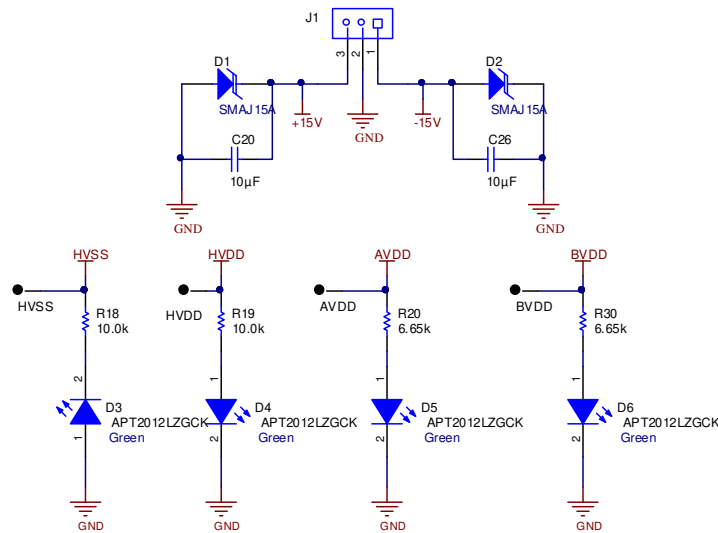 J1
3
2
1
D1
SMAJ15A
+15V
GND
-15V
D2
SMAJ15A
C20
10µF
C26
10µF
GND
GND
HVSS
HVDD
AVDD
BVDD
HVSS
HVDD
AVDD
BVDD
R18
10.0k
R19
10.0k
R20
6.65k
R30
6.65k
2
1
1
1
D3
APT2012LZGCK
Green
D4
APT2012LZGCK
Green
D5
APT2012LZGCK
Green
D6
APT2012LZGCK
Green
1
2
2
2
GND
GND
GND
GND